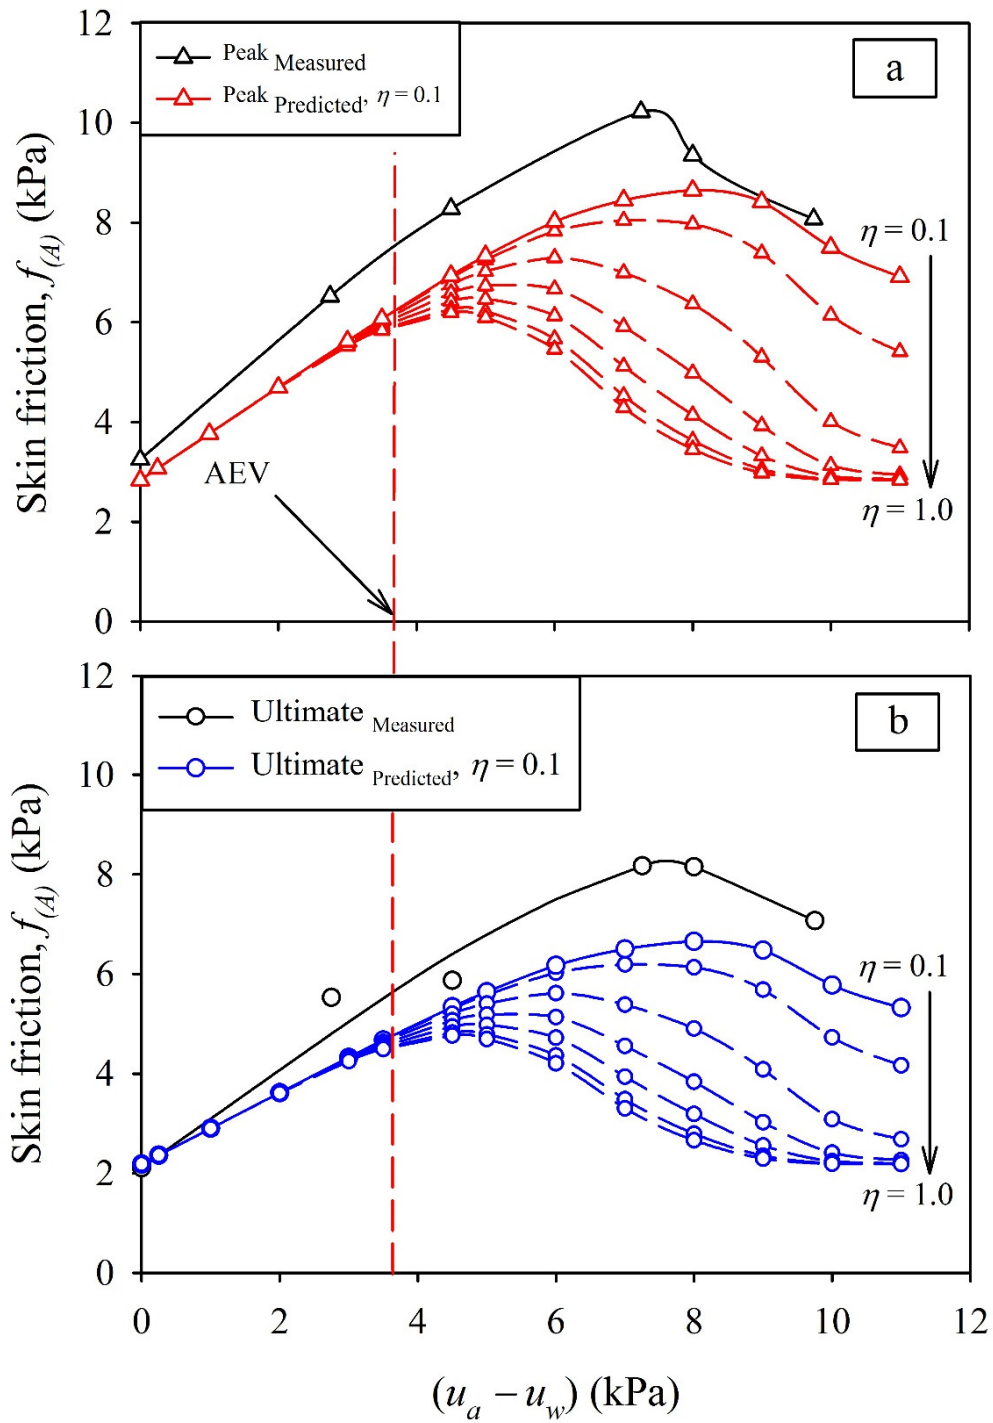 12
10
8
6
4
2
0
Skin friction, f(A) (kPa)
Peak Measured
Peak Predicted, η = 0.1
a
η = 0.1
η = 1.0
AEV
12
10
8
6
4
2
0
Skin friction, f(A) (kPa)
Ultimate Measured
Ultimate Predicted, η = 0.1
b
η = 0.1
η = 1.0
0 2 4 6 8 10 12
(ua − uw) (kPa)